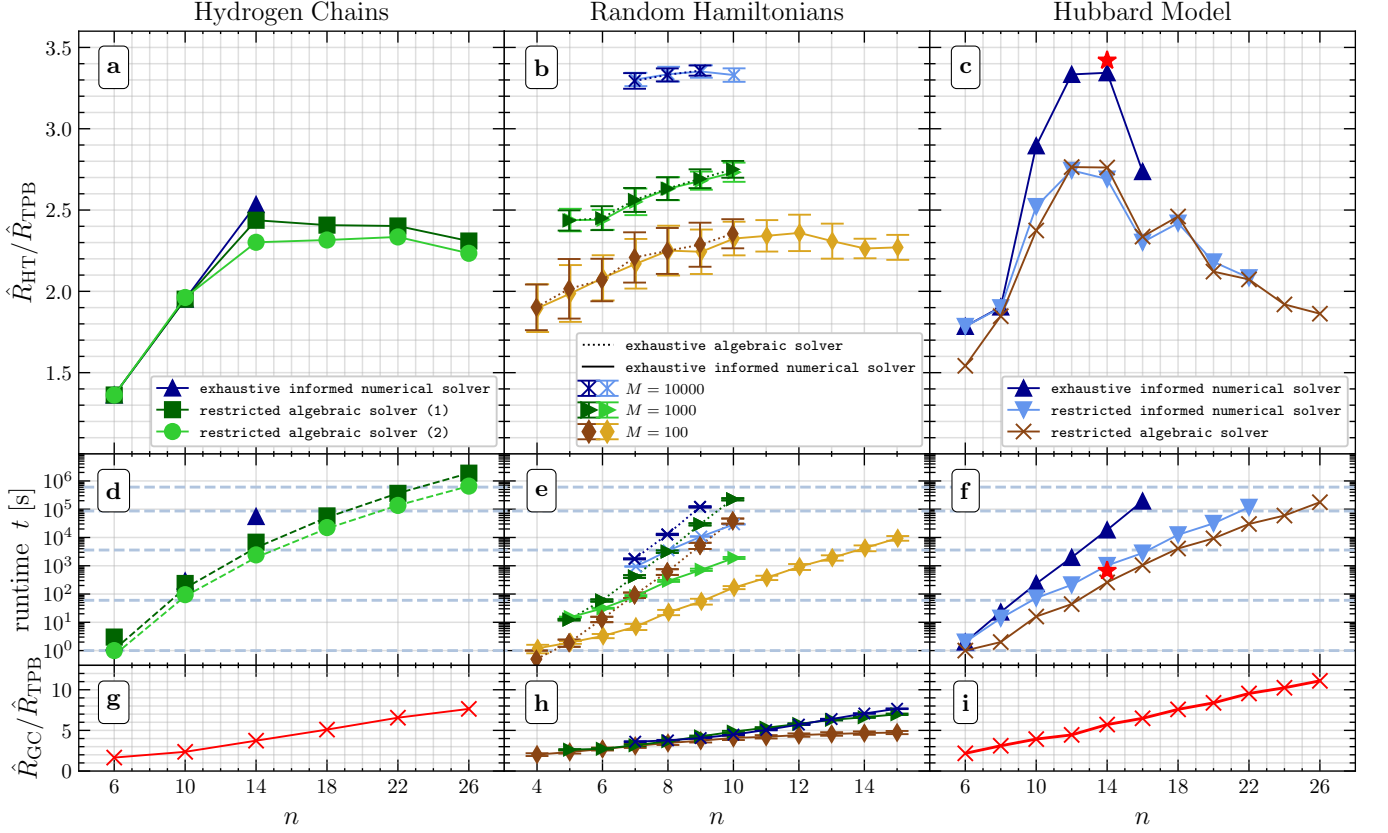 Hydrogen Chains
Random Hamiltonians
Hubbard Model
a
b
c
3.5
3.0
2.5
2.0
1.5
R̂_HT/R̂_TPB
exhaustive informed numerical solver
restricted algebraic solver (1)
restricted algebraic solver (2)
exhaustive algebraic solver
exhaustive informed numerical solver
M = 10000
M = 1000
M = 100
exhaustive informed numerical solver
restricted informed numerical solver
restricted algebraic solver
d
e
f
10^6
10^5
10^4
10^3
10^2
10^1
10^0
runtime t [s]
g
h
i
10
5
0
R̂_GC/R̂_TPB
6 10 14 18 22 26
4 6 8 10 12 14
6 10 14 18 22 26
n
n
n